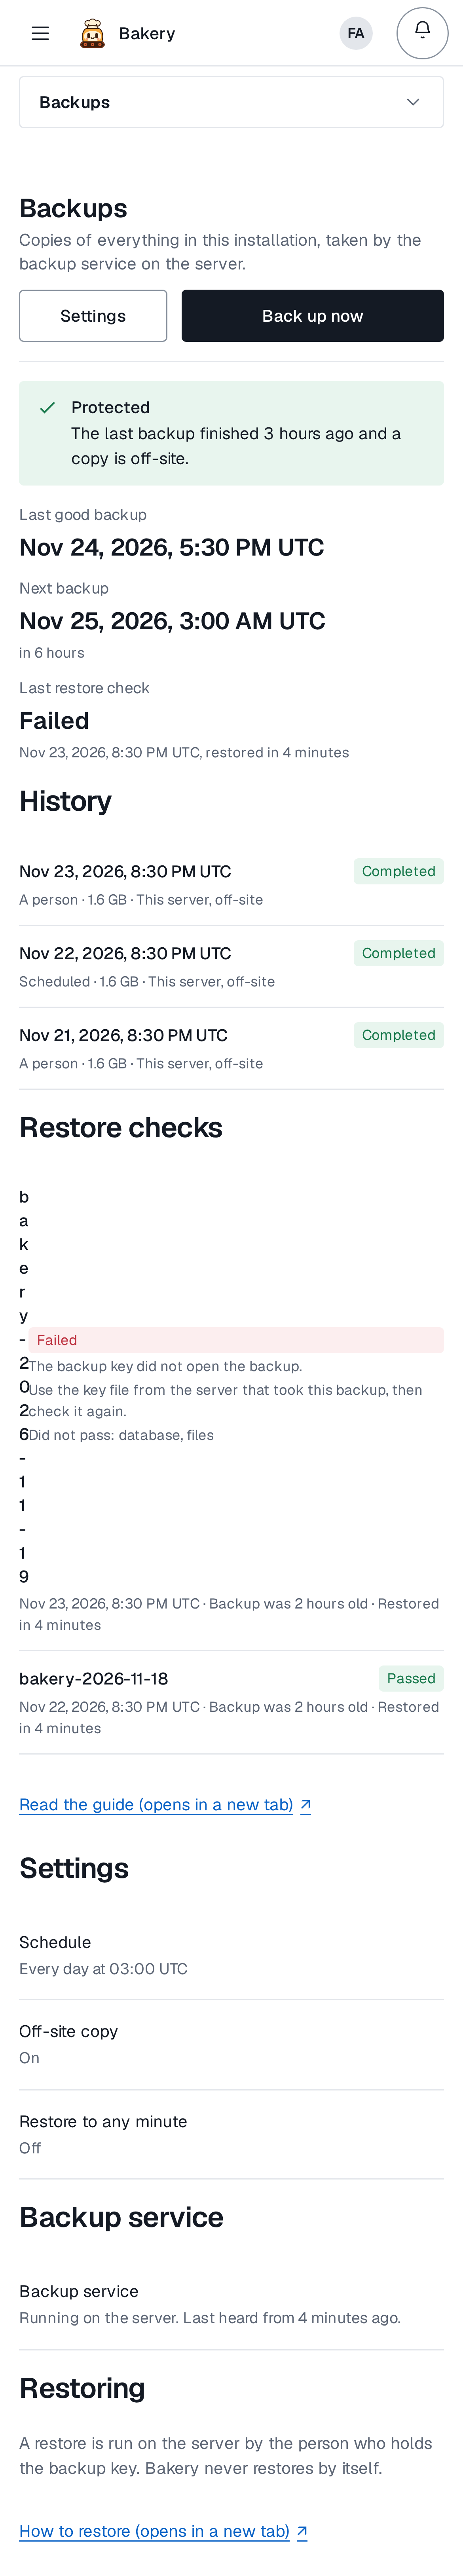 Bakery
FA
Backups
Backups
Copies of everything in this installation, taken by the
backup service on the server.
Settings
Back up now
Protected
The last backup finished 3 hours ago and a
copy is off-site.
Last good backup
Nov 24, 2026, 5:30 PM UTC
Next backup
Nov 25, 2026, 3:00 AM UTC
in 6 hours
Last restore check
Failed
Nov 23, 2026, 8:30 PM UTC, restored in 4 minutes
History
Nov 23, 2026, 8:30 PM UTC
Completed
A person · 1.6 GB · This server, off-site
Nov 22, 2026, 8:30 PM UTC
Completed
Scheduled · 1.6 GB · This server, off-site
Nov 21, 2026, 8:30 PM UTC
Completed
A person · 1.6 GB · This server, off-site
Restore checks
b
a
k
e
r
y
-
2
0
2
6
-
1
1
-
1
9
Failed
The backup key did not open the backup.
Use the key file from the server that took this backup, then
check it again.
Did not pass: database, files
Nov 23, 2026, 8:30 PM UTC · Backup was 2 hours old · Restored
in 4 minutes
bakery-2026-11-18
Passed
Nov 22, 2026, 8:30 PM UTC · Backup was 2 hours old · Restored
in 4 minutes
Read the guide (opens in a new tab)
Settings
Schedule
Every day at 03:00 UTC
Off-site copy
On
Restore to any minute
Off
Backup service
Backup service
Running on the server. Last heard from 4 minutes ago.
Restoring
A restore is run on the server by the person who holds
the backup key. Bakery never restores by itself.
How to restore (opens in a new tab)